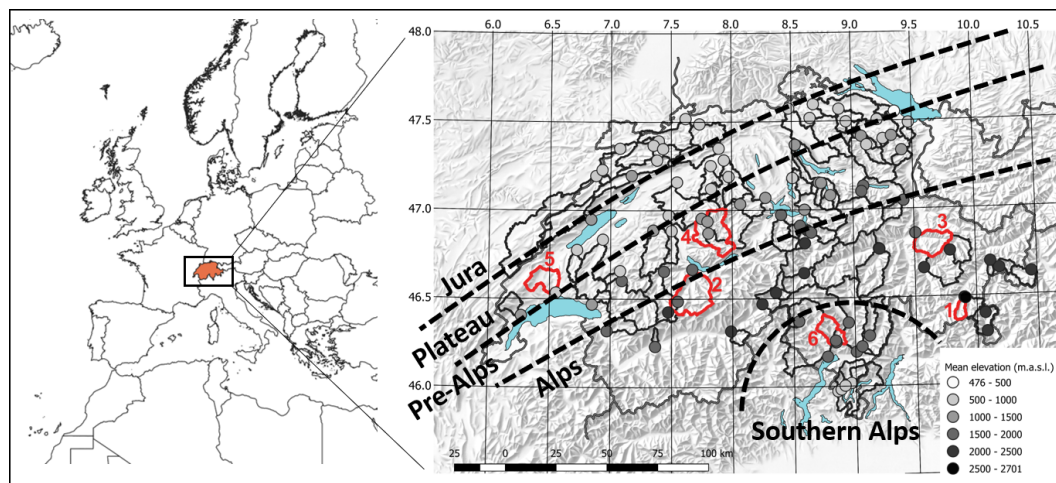 6.0 6.5 7.0 7.5 8.0 8.5 9.0 9.5 10.0 10.5
48.0
47.5
47.0
46.5
46.0
Jura
Plateau
Pre-Alps
Alps
Southern Alps
1
2
3
4
5
6
25 0 25 50 75 100 km
Mean elevation (m.a.s.l.)
476 - 500
500 - 1000
1000 - 1500
1500 - 2000
2000 - 2500
2500 - 2701